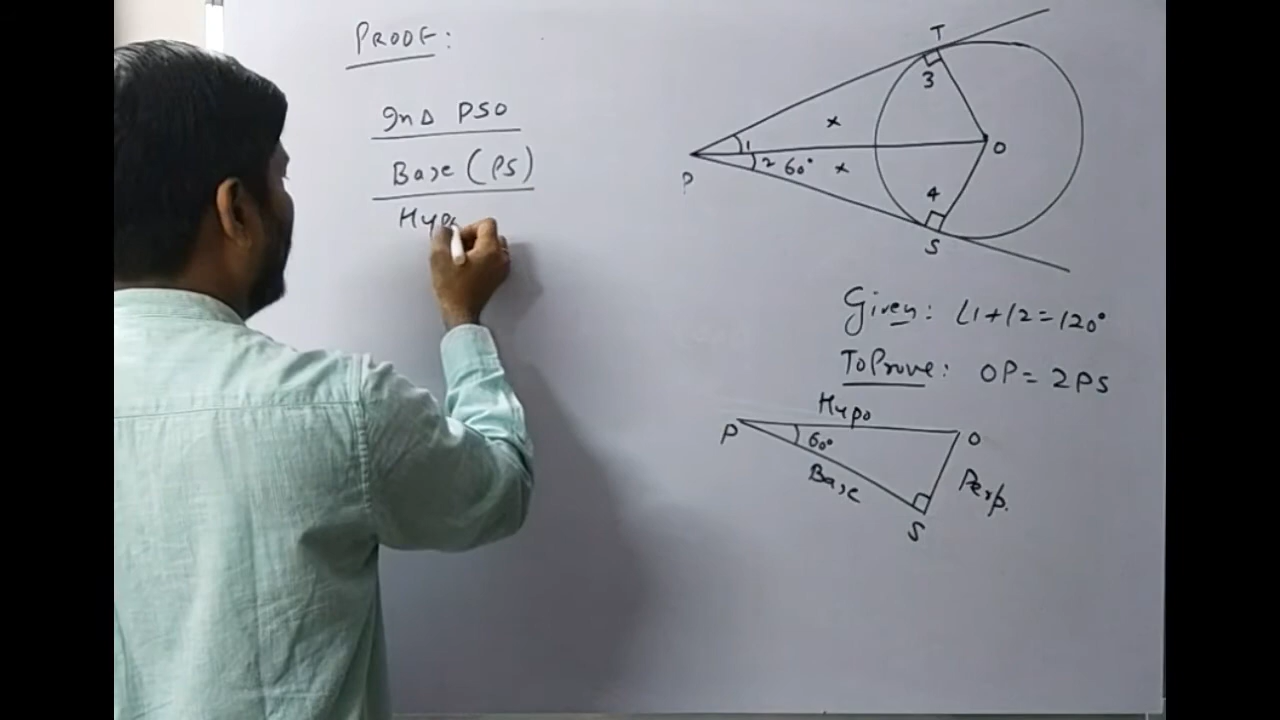 PROOF:
In Δ PSO
Base (PS)
Hypo
T
3
x
1
P
2 60° x
O
4
S
Given: ∠1+∠2=120°
To Prove: OP=2PS
Hypo
P
60°
O
Base
Perp.
S